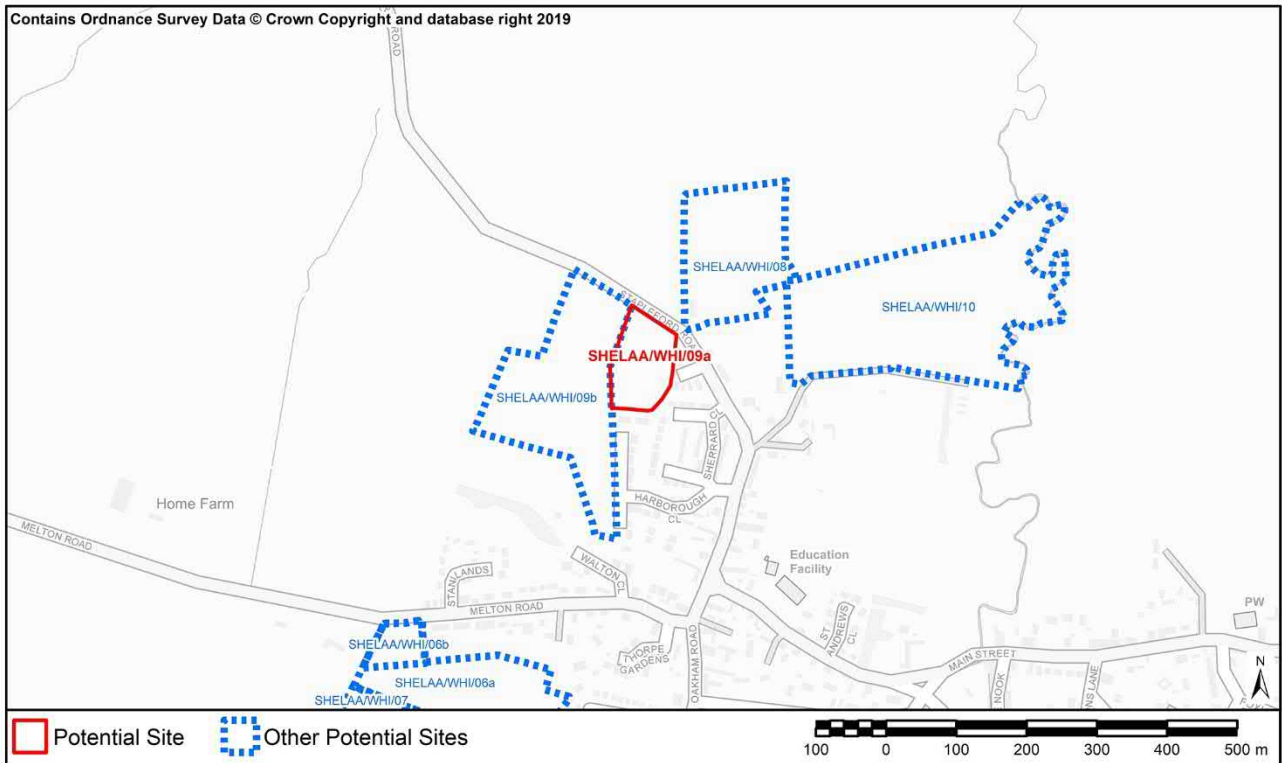 Contains Ordnance Survey Data © Crown Copyright and database right 2019
ROAD
SHELAA/WHI/08
SHELAA/WHI/10
STAPLEFORD ROAD
SHELAA/WHI/09a
SHELAA/WHI/09b
SHERRARD CL
HARBOROUGH
CL
Home Farm
MELTON ROAD
Education
Facility
WALTON CL
STANILANDS
MELTON ROAD
ST
ANDREWS
CL
PW
SHELAA/WHI/06b
THORPE
GARDENS
OAKHAM ROAD
MAIN STREET
NOOK
N
SHELAA/WHI/06a
SHELAA/WHI/07
Potential Site
Other Potential Sites
100 0 100 200 300 400 500 m